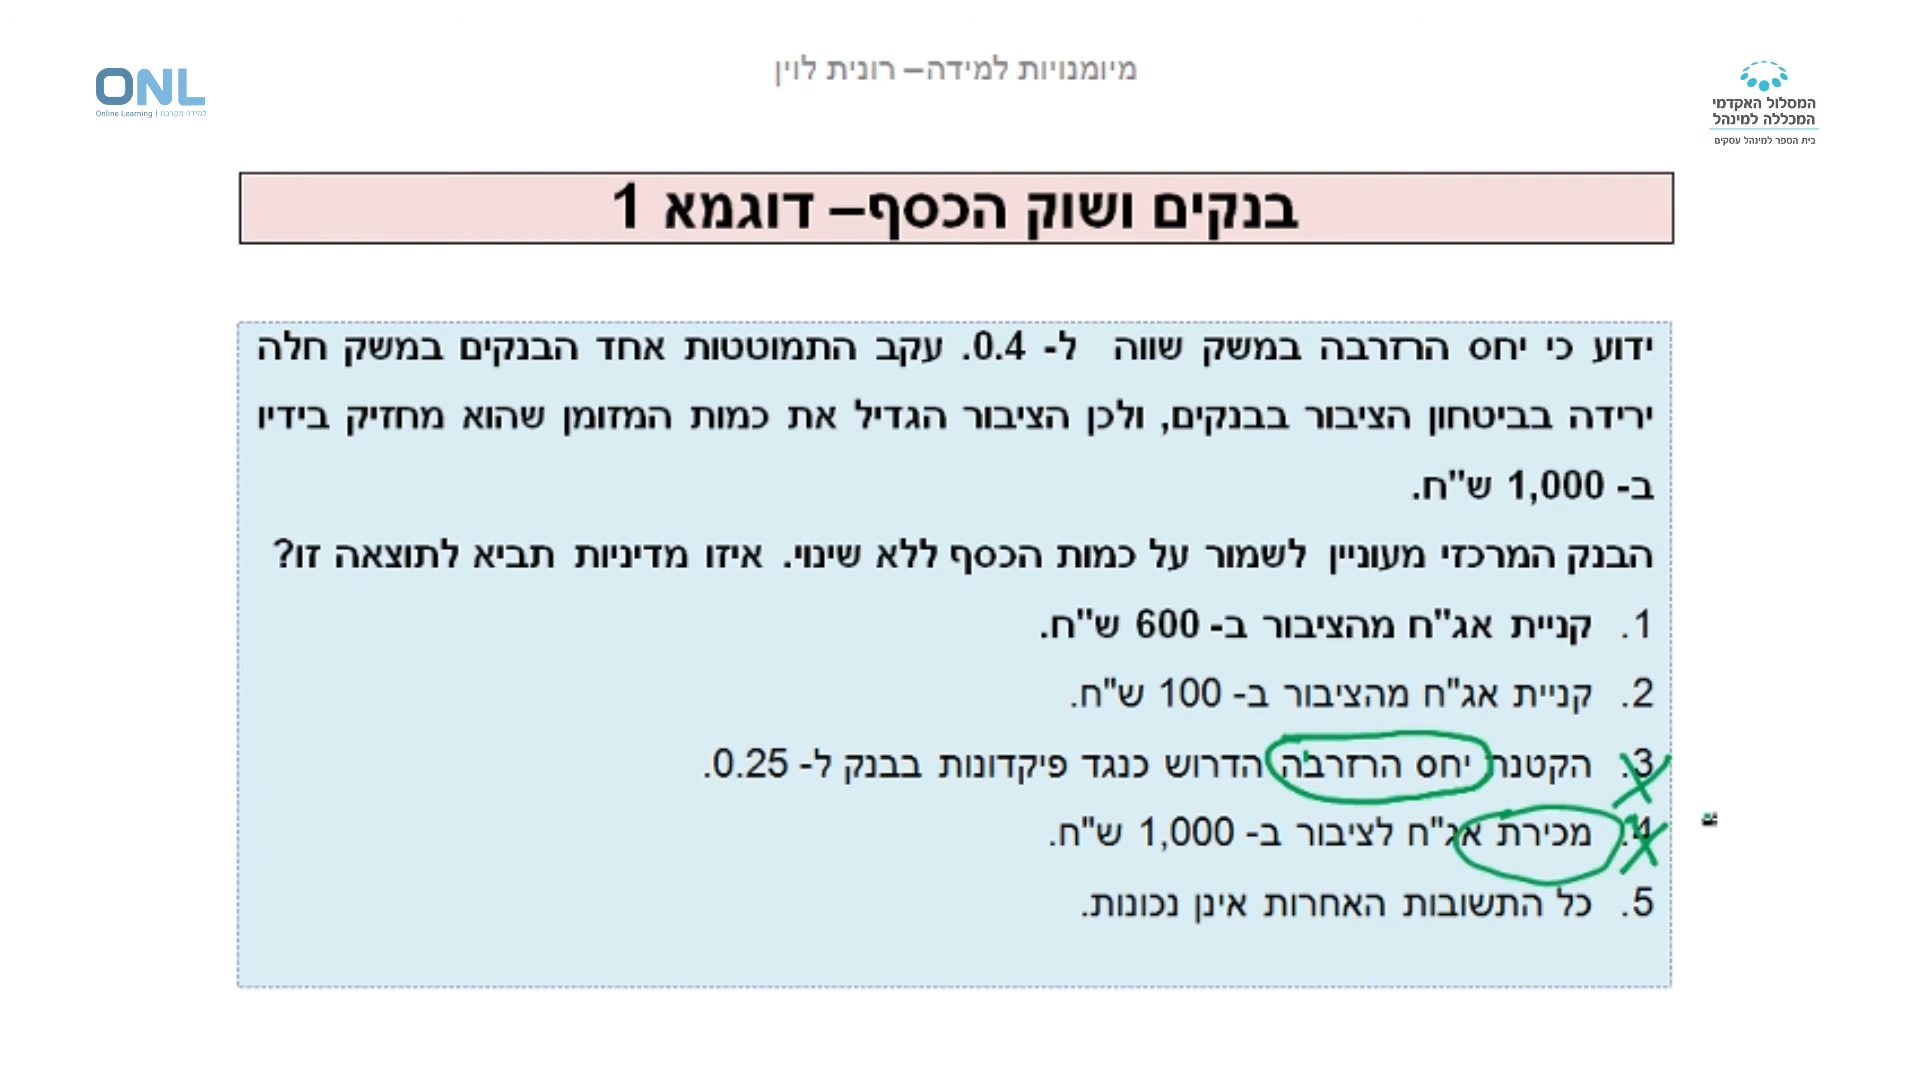 מיומנויות למידה– רונית לוין
ONL
Online Learning | למידה מקרבת
המסלול האקדמי
המכללה למינהל
בית הספר למינהל עסקים
בנקים ושוק הכסף– דוגמא 1
ידוע כי יחס הרזרבה במשק שווה ל- 0.4. עקב התמוטטות אחד הבנקים במשק חלה
ירידה בביטחון הציבור בבנקים, ולכן הציבור הגדיל את כמות המזומן שהוא מחזיק בידיו
ב- 1,000 ש"ח.
הבנק המרכזי מעוניין לשמור על כמות הכסף ללא שינוי. איזו מדיניות תביא לתוצאה זו?
1. קניית אג"ח מהציבור ב- 600 ש"ח.
2. קניית אג"ח מהציבור ב- 100 ש"ח.
3. הקטנת יחס הרזרבה הדרוש כנגד פיקדונות בבנק ל- 0.25.
4. מכירת אג"ח לציבור ב- 1,000 ש"ח.
5. כל התשובות האחרות אינן נכונות.